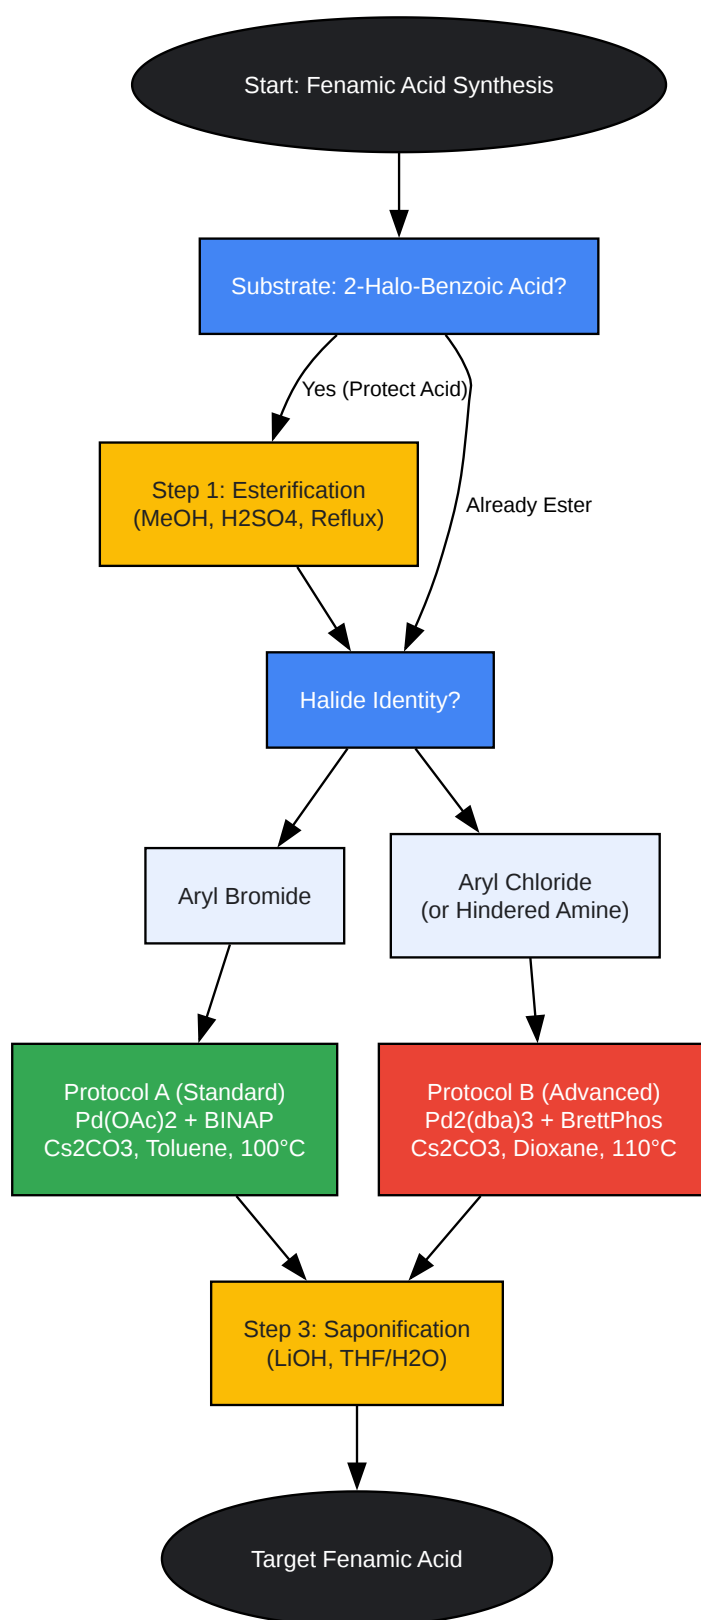 Start: Fenamic Acid Synthesis
Substrate: 2-Halo-Benzoic Acid?
Yes (Protect Acid)
Step 1: Esterification
(MeOH, H2SO4, Reflux)
Already Ester
Halide Identity?
Aryl Bromide
Aryl Chloride
(or Hindered Amine)
Protocol A (Standard)
Pd(OAc)2 + BINAP
Cs2CO3, Toluene, 100°C
Protocol B (Advanced)
Pd2(dba)3 + BrettPhos
Cs2CO3, Dioxane, 110°C
Step 3: Saponification
(LiOH, THF/H2O)
Target Fenamic Acid